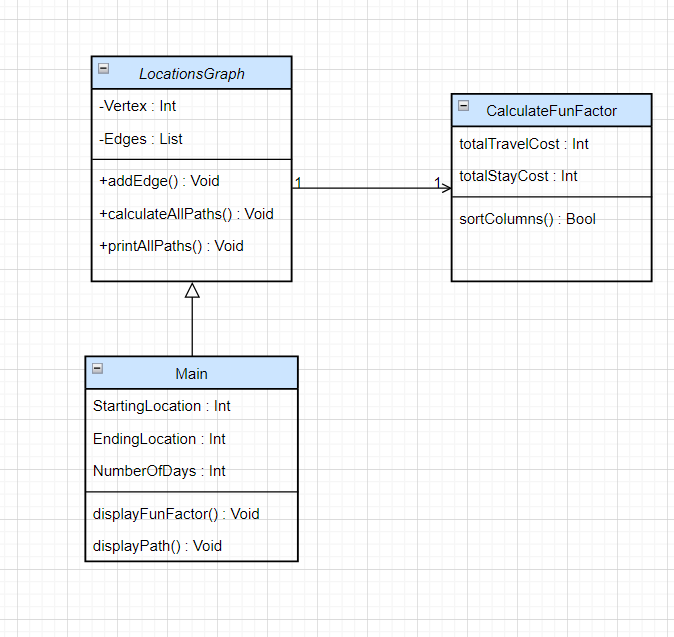 LocationsGraph
-Vertex : Int
-Edges : List
+addEdge() : Void
+calculateAllPaths() : Void
+printAllPaths() : Void
1
1
CalculateFunFactor
totalTravelCost : Int
totalStayCost : Int
sortColumns() : Bool
Main
StartingLocation : Int
EndingLocation : Int
NumberOfDays : Int
displayFunFactor() : Void
displayPath() : Void